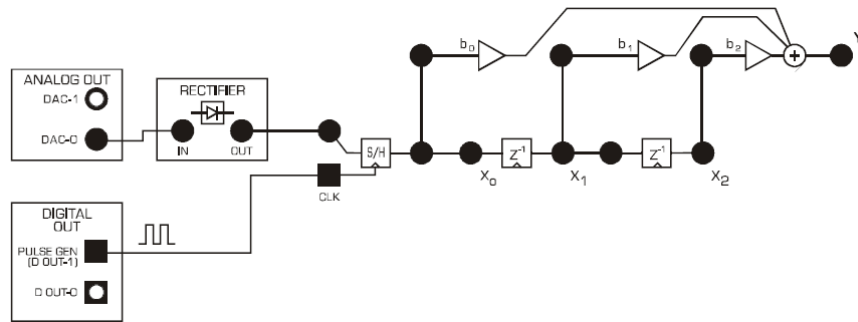 ANALOG OUT
DAC-1
DAC-0
RECTIFIER
IN
OUT
S/H
CLK
DIGITAL
OUT
PULSE GEN
(D OUT-1)
D OUT-0
b₀
b₁
b₂
+
Y
X₀
Z⁻¹
X₁
Z⁻¹
X₂